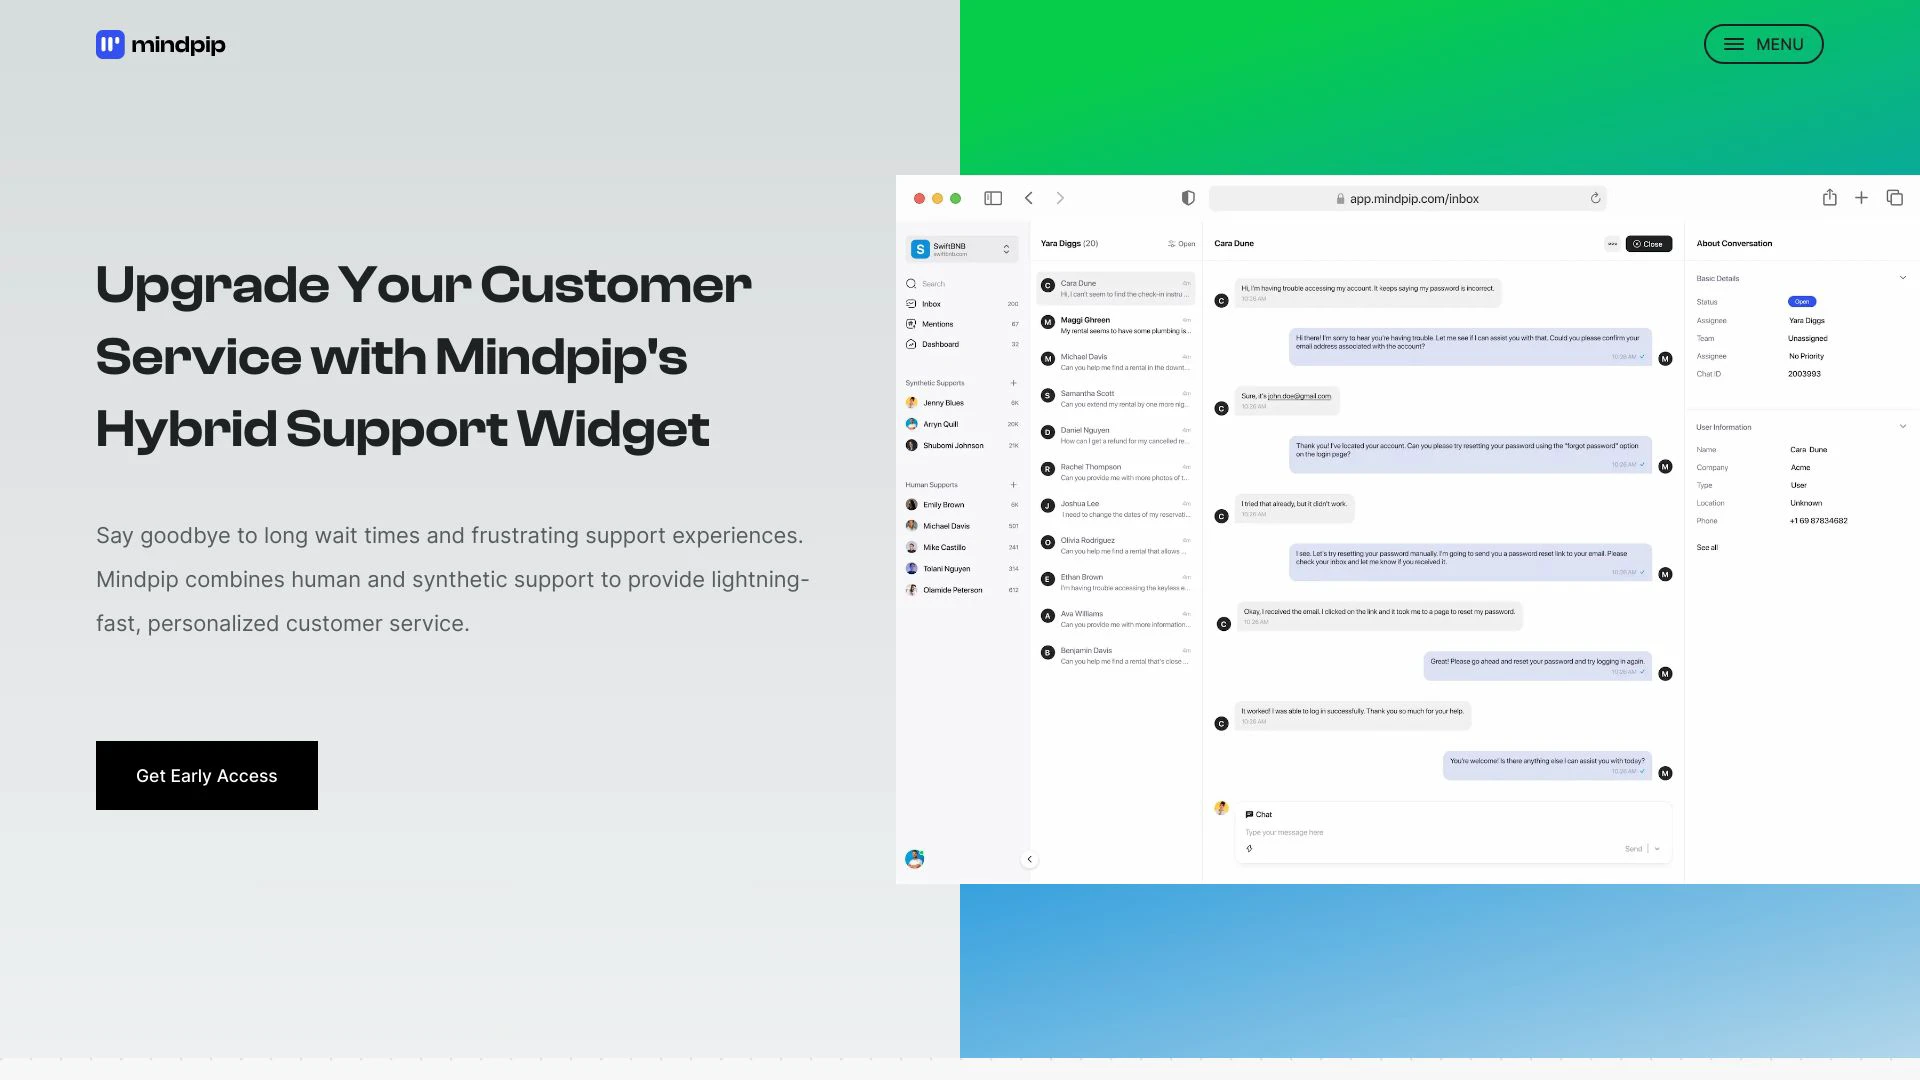 mindpip
MENU
Upgrade Your Customer
Service with Mindpip's
Hybrid Support Widget
Say goodbye to long wait times and frustrating support experiences.
Mindpip combines human and synthetic support to provide lightning-
fast, personalized customer service.
Get Early Access
app.mindpip.com/inbox
S
SwiftBNB
swiftbnb.com
Search
Inbox 200
Mentions 67
Dashboard 32
Synthetic Supports
Jenny Blues 6K
Arryn Quill 20K
Shubomi Johnson 21K
Human Supports
Emily Brown 6K
Michael Davis 501
Mike Castillo 241
Tolani Nguyen 314
Olamide Peterson 612
Yara Diggs (20) Open
C Cara Dune 4m
Hi, I can't seem to find the check-in instru ...
M Maggi Ghreen 4m
My rental seems to have some plumbing is...
M Michael Davis 4m
Can you help me find a rental in the downt...
S Samantha Scott 4m
Can you extend my rental by one more nig...
D Daniel Nguyen 4m
How can I get a refund for my cancelled re...
R Rachel Thompson 4m
Can you provide me with more photos of t...
J Joshua Lee 4m
I need to change the dates of my reservati...
O Olivia Rodriguez 4m
Can you help me find a rental that allows ...
E Ethan Brown 4m
I'm having trouble accessing the keyless e...
A Ava Williams 4m
Can you provide me with more information...
B Benjamin Davis 4m
Can you help me find a rental that's close ...
Cara Dune Close
Hi, I'm having trouble accessing my account. It keeps saying my password is incorrect.
10:26 AM
C
Hi there! I'm sorry to hear you're having trouble. Let me see if I can assist you with that. Could you please confirm your
email address associated with the account?
10:26 AM
M
Sure, it's john.doe@gmail.com.
10:26 AM
C
Thank you! I've located your account. Can you please try resetting your password using the "forgot password" option
on the login page?
10:26 AM
M
I tried that already, but it didn't work.
10:26 AM
C
I see. Let's try resetting your password manually. I'm going to send you a password reset link to your email. Please
check your inbox and let me know if you received it.
10:26 AM
M
Okay, I received the email. I clicked on the link and it took me to a page to reset my password.
10:26 AM
C
Great! Please go ahead and reset your password and try logging in again.
10:26 AM
M
It worked! I was able to log in successfully. Thank you so much for your help.
10:26 AM
C
You're welcome! Is there anything else I can assist you with today?
10:26 AM
M
Chat
Type your message here
Send
About Conversation
Basic Details
Status Open
Assignee Yara Diggs
Team Unassigned
Assignee No Priority
Chat ID 2003993
User Information
Name Cara Dune
Company Acme
Type User
Location Unknown
Phone +1 69 87834682
See all